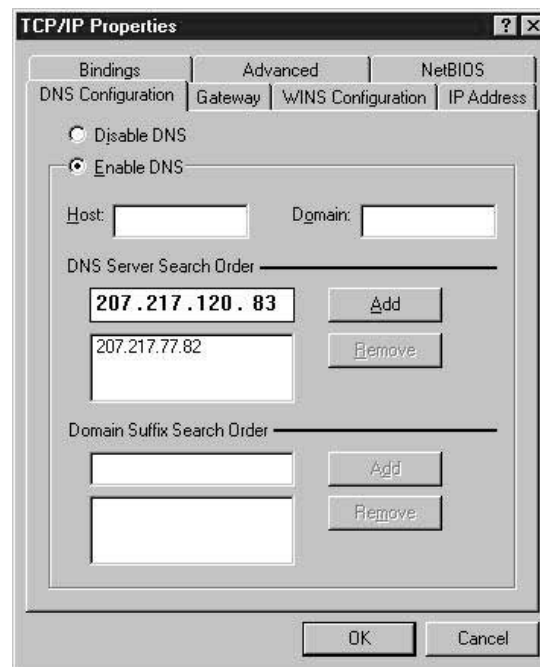 TCP/IP Properties
Bindings Advanced NetBIOS
DNS Configuration Gateway WINS Configuration IP Address
Disable DNS
Enable DNS
Host: Domain:
DNS Server Search Order
207.217.120. 83 Add
207.217.77.82 Remove
Domain Suffix Search Order
Add
Remove
OK Cancel